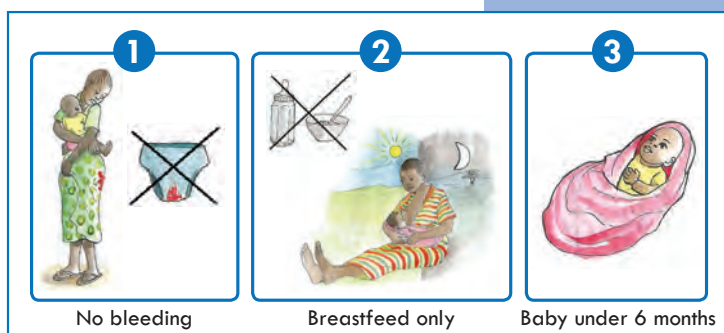 1
2
3
No bleeding
Breastfeed only
Baby under 6 months